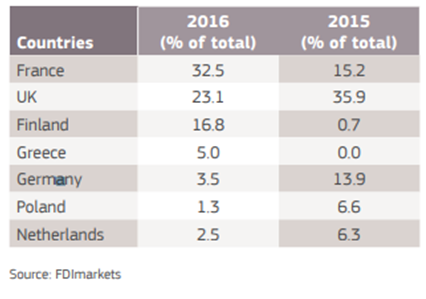 Countries 2016 (% of total) 2015 (% of total)
France 32.5 15.2
UK 23.1 35.9
Finland 16.8 0.7
Greece 5.0 0.0
Germany 3.5 13.9
Poland 1.3 6.6
Netherlands 2.5 6.3
Source: FDImarkets